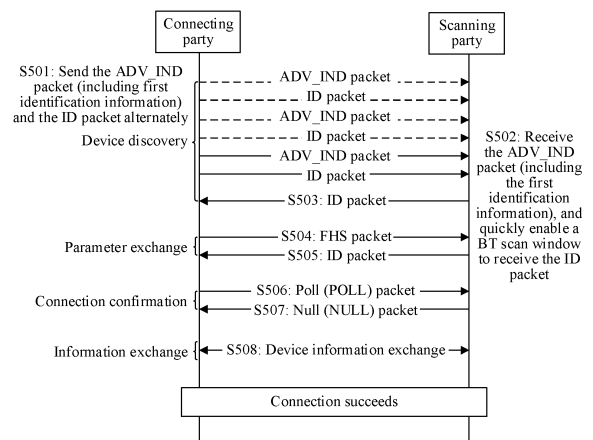 Connecting
party
Scanning
party
S501: Send the ADV_IND
packet (including first
identification information)
and the ID packet alternately
Device discovery
ADV_IND packet
ID packet
ADV_IND packet
ID packet
ADV_IND packet
ID packet
S502: Receive
the ADV_IND
packet (including
the first
identification
information), and
quickly enable a
BT scan window
to receive the ID
packet
S503: ID packet
Parameter exchange
S504: FHS packet
S505: ID packet
Connection confirmation
S506: Poll (POLL) packet
S507: Null (NULL) packet
Information exchange
S508: Device information exchange
Connection succeeds